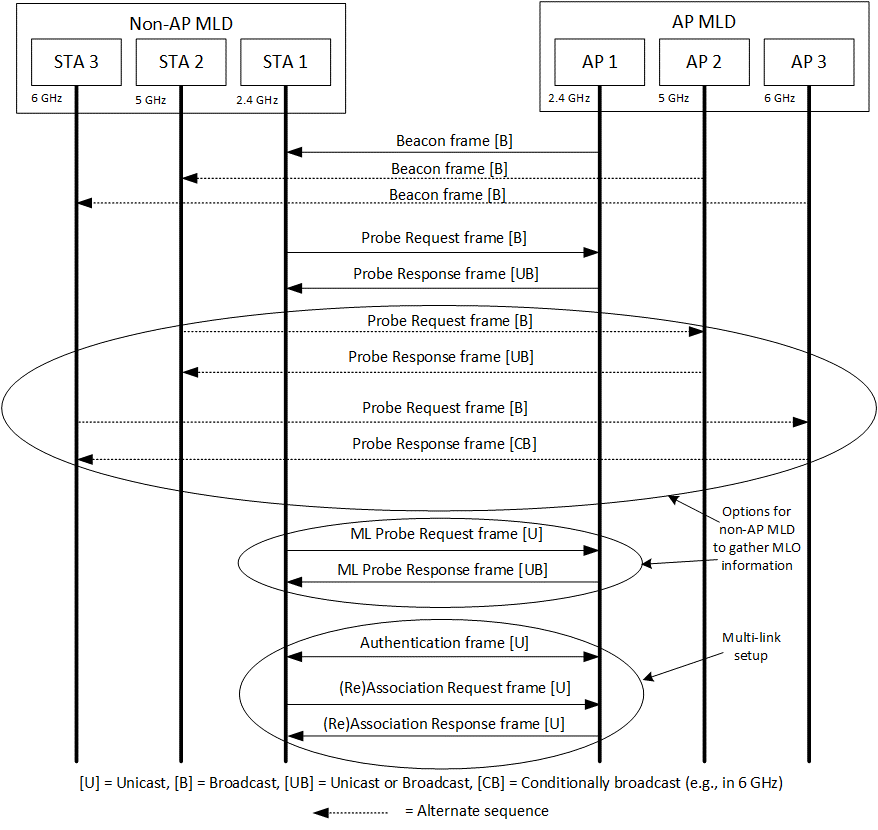 Non-AP MLD
AP MLD
STA 3
STA 2
STA 1
AP 1
AP 2
AP 3
6 GHz
5 GHz
2.4 GHz
2.4 GHz
5 GHz
6 GHz
Beacon frame [B]
Beacon frame [B]
Beacon frame [B]
Probe Request frame [B]
Probe Response frame [UB]
Probe Request frame [B]
Probe Response frame [UB]
Probe Request frame [B]
Probe Response frame [CB]
Options for
non-AP MLD
to gather MLO
information
ML Probe Request frame [U]
ML Probe Response frame [UB]
Multi-link
setup
Authentication frame [U]
(Re)Association Request frame [U]
(Re)Association Response frame [U]
[U] = Unicast, [B] = Broadcast, [UB] = Unicast or Broadcast, [CB] = Conditionally broadcast (e.g., in 6 GHz)
= Alternate sequence